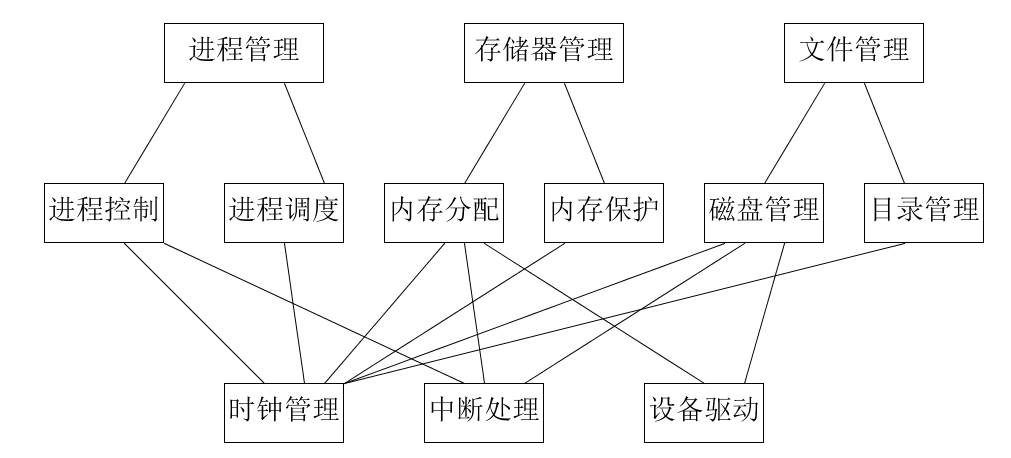 进程管理
存储器管理
文件管理
进程控制
进程调度
内存分配
内存保护
磁盘管理
目录管理
时钟管理
中断处理
设备驱动